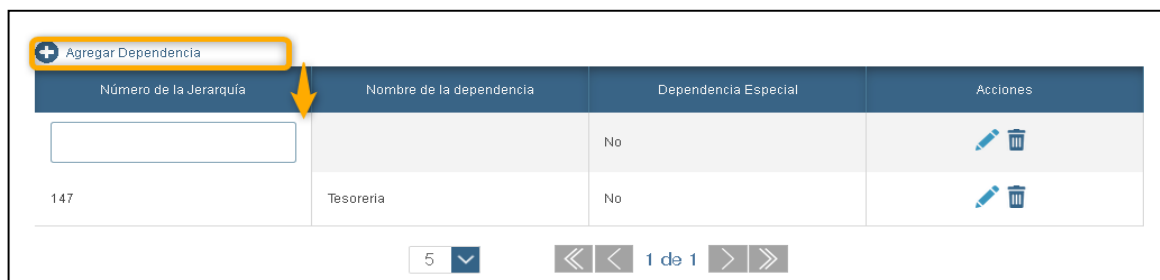 Agregar Dependencia
Número de la Jerarquía Nombre de la dependencia Dependencia Especial Acciones
No
147 Tesoreria No
5 1 de 1